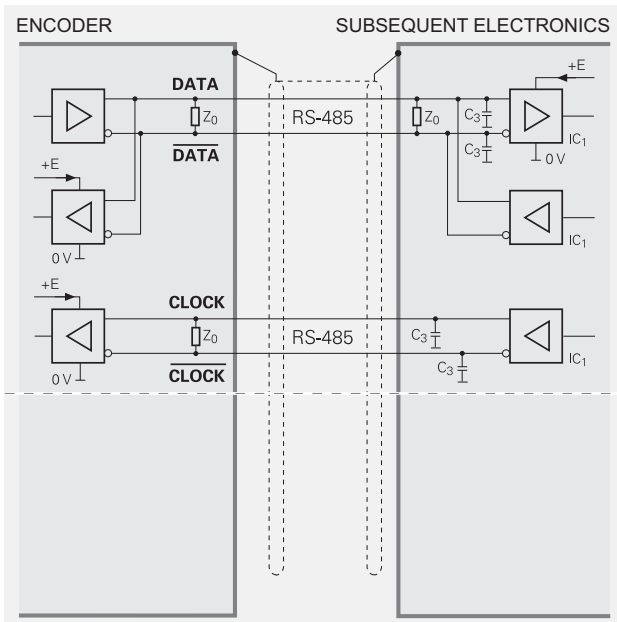 ENCODER SUBSEQUENT ELECTRONICS
+E
DATA
Z₀ RS-485 Z₀ C₃
IC₁
DATA C₃ 0 V
+E
0 V IC₁
+E
CLOCK
Z₀ RS-485 C₃
IC₁
0 V CLOCK C₃